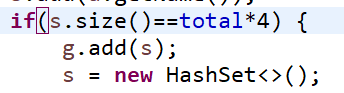 if(s.size()==total*4) {
g.add(s);
s = new HashSet<>();